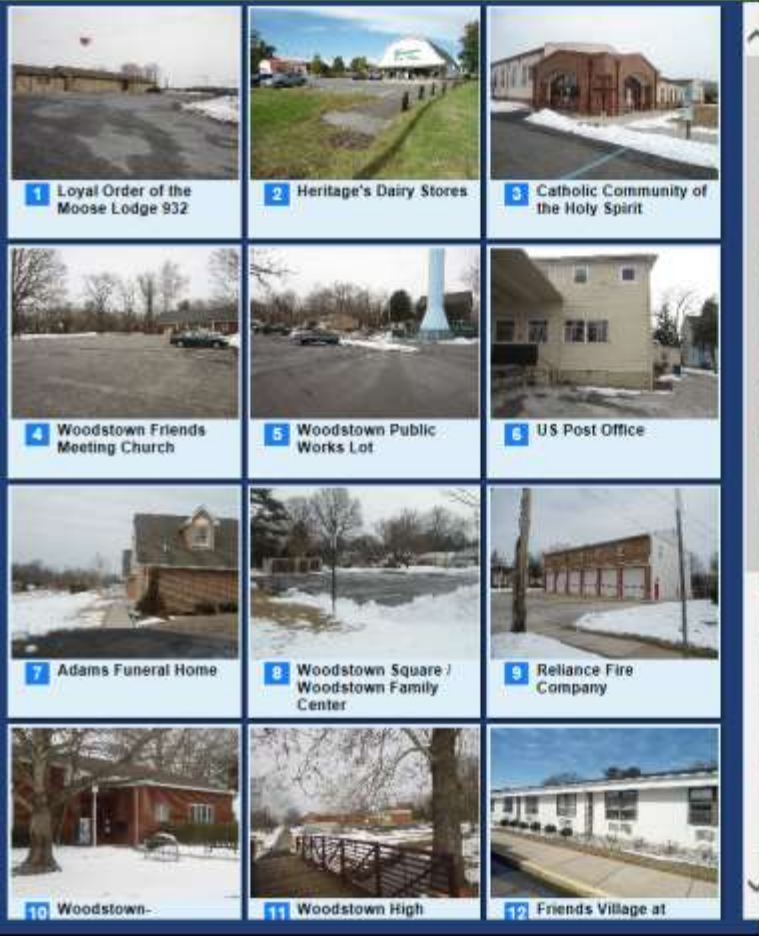 1 Loyal Order of the
Moose Lodge 932
2 Heritage's Dairy Stores
3 Catholic Community of
the Holy Spirit
4 Woodstown Friends
Meeting Church
5 Woodstown Public
Works Lot
6 US Post Office
7 Adams Funeral Home
8 Woodstown Square /
Woodstown Family
Center
9 Reliance Fire
Company
10 Woodstown-
11 Woodstown High
12 Friends Village at